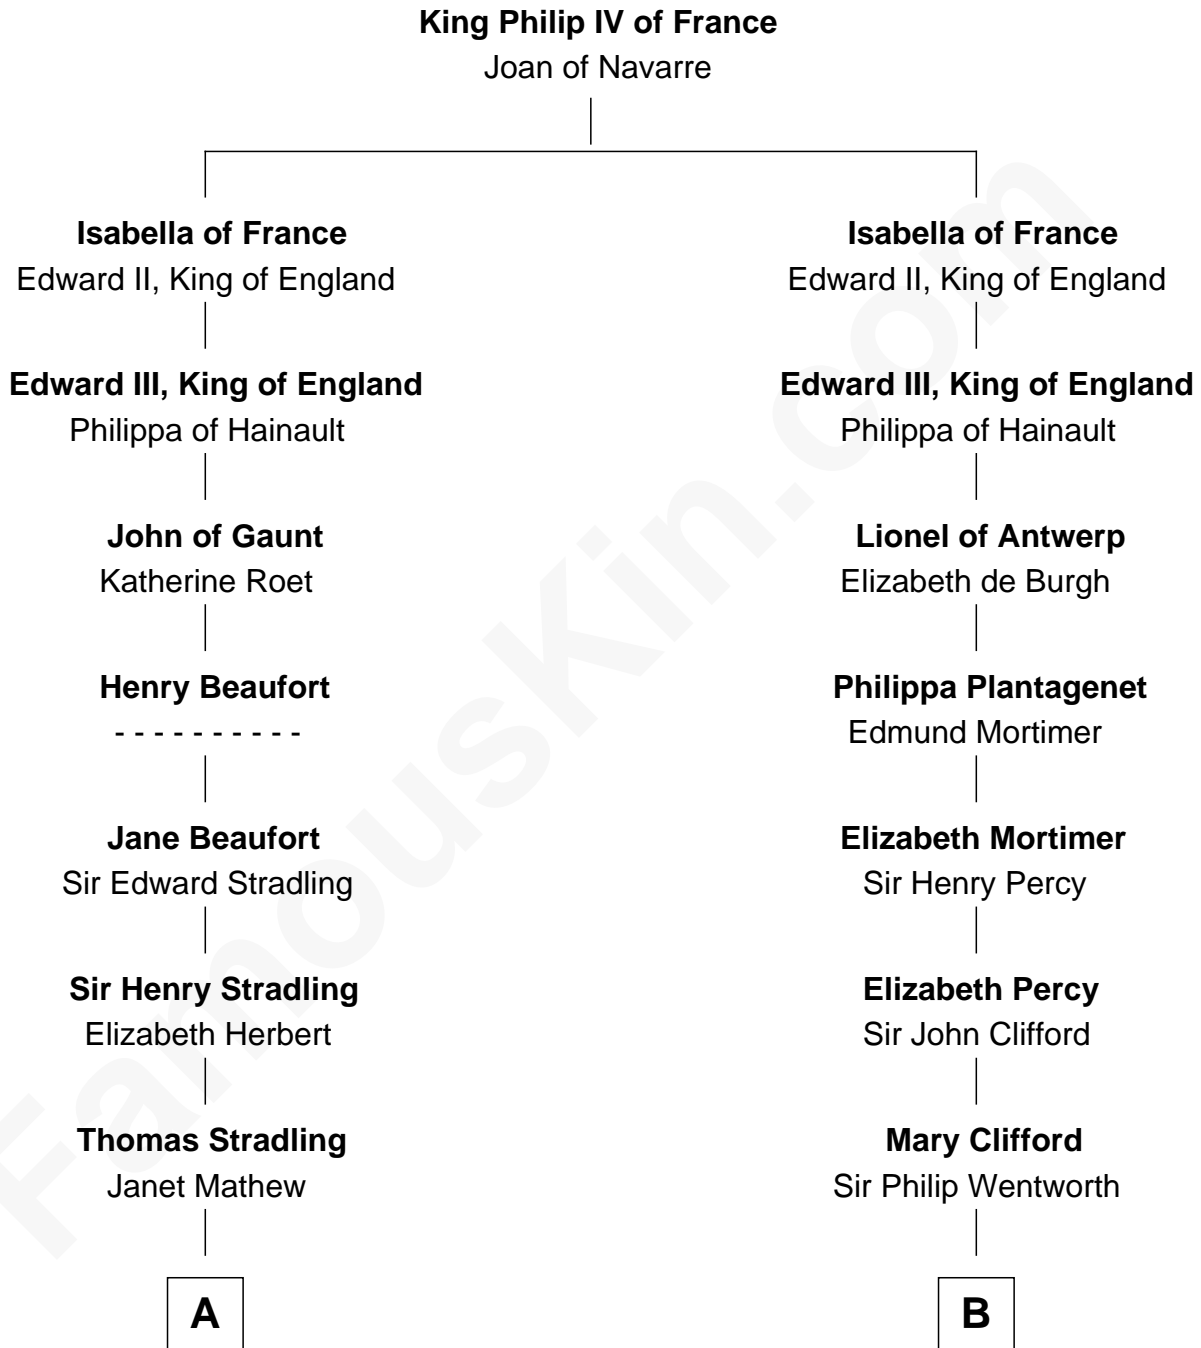 King Philip IV of France
Joan of Navarre
Isabella of France
Edward II, King of England
Edward III, King of England
Philippa of Hainault
John of Gaunt
Katherine Roet
Henry Beaufort
- - - - - - - - - -
Jane Beaufort
Sir Edward Stradling
Sir Henry Stradling
Elizabeth Herbert
Thomas Stradling
Janet Mathew
A
Isabella of France
Edward II, King of England
Edward III, King of England
Philippa of Hainault
Lionel of Antwerp
Elizabeth de Burgh
Philippa Plantagenet
Edmund Mortimer
Elizabeth Mortimer
Sir Henry Percy
Elizabeth Percy
Sir John Clifford
Mary Clifford
Sir Philip Wentworth
B
FamousKin.com